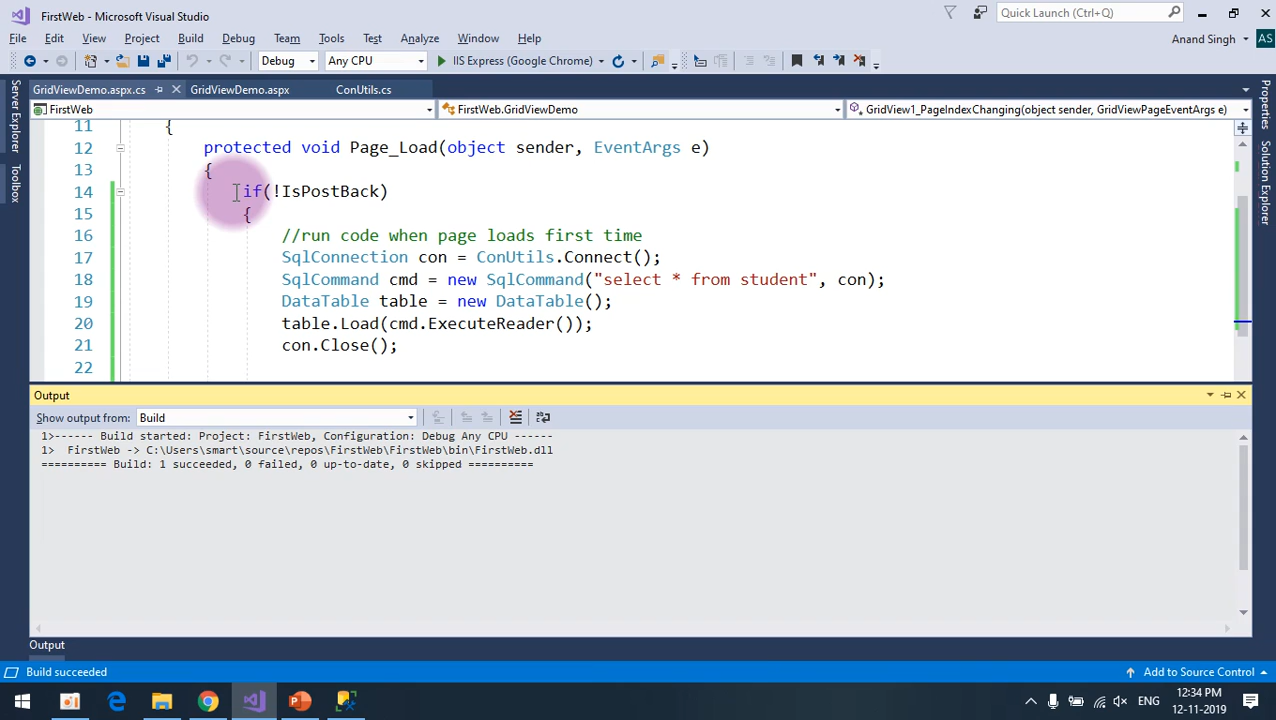 FirstWeb - Microsoft Visual Studio
Quick Launch (Ctrl+Q)
File Edit View Project Build Debug Team Tools Test Analyze Window Help
Anand Singh AS
Debug Any CPU IIS Express (Google Chrome)
GridViewDemo.aspx.cs GridViewDemo.aspx ConUtils.cs
FirstWeb FirstWeb.GridViewDemo GridView1_PageIndexChanging(object sender, GridViewPageEventArgs e)
Server Explorer
Toolbox
Properties
Solution Explorer
11 {
12 protected void Page_Load(object sender, EventArgs e)
13 {
14 if(!IsPostBack)
15 {
16 //run code when page loads first time
17 SqlConnection con = ConUtils.Connect();
18 SqlCommand cmd = new SqlCommand("select * from student", con);
19 DataTable table = new DataTable();
20 table.Load(cmd.ExecuteReader());
21 con.Close();
22
Output
Show output from: Build
1>------ Build started: Project: FirstWeb, Configuration: Debug Any CPU ------
1>  FirstWeb -> C:\Users\smart\source\repos\FirstWeb\FirstWeb\bin\FirstWeb.dll
========== Build: 1 succeeded, 0 failed, 0 up-to-date, 0 skipped ==========
Output
Build succeeded
Add to Source Control
ENG
12:34 PM
12-11-2019